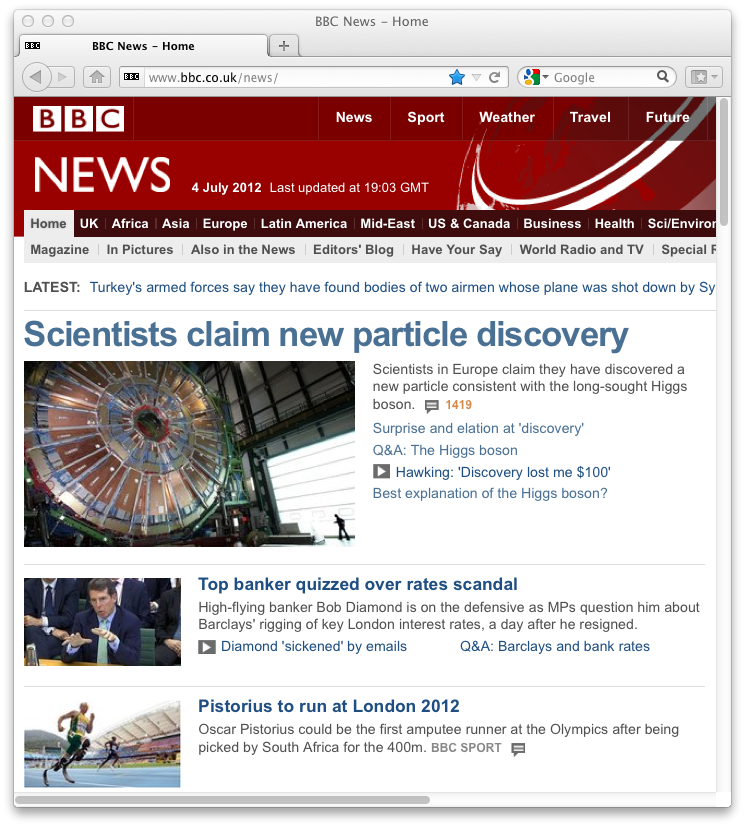 BBC News - Home
BBC News - Home
www.bbc.co.uk/news/ Google
BBC News Sport Weather Travel Future
NEWS 4 July 2012 Last updated at 19:03 GMT
Home UK Africa Asia Europe Latin America Mid-East US & Canada Business Health Sci/Environ
Magazine In Pictures Also in the News Editors' Blog Have Your Say World Radio and TV Special R
LATEST: Turkey's armed forces say they have found bodies of two airmen whose plane was shot down by Sy
Scientists claim new particle discovery
Scientists in Europe claim they have discovered a
new particle consistent with the long-sought Higgs
boson. 1419
Surprise and elation at 'discovery'
Q&A: The Higgs boson
Hawking: 'Discovery lost me $100'
Best explanation of the Higgs boson?
Top banker quizzed over rates scandal
High-flying banker Bob Diamond is on the defensive as MPs question him about
Barclays' rigging of key London interest rates, a day after he resigned.
Diamond 'sickened' by emails Q&A: Barclays and bank rates
Pistorius to run at London 2012
Oscar Pistorius could be the first amputee runner at the Olympics after being
picked by South Africa for the 400m. BBC SPORT